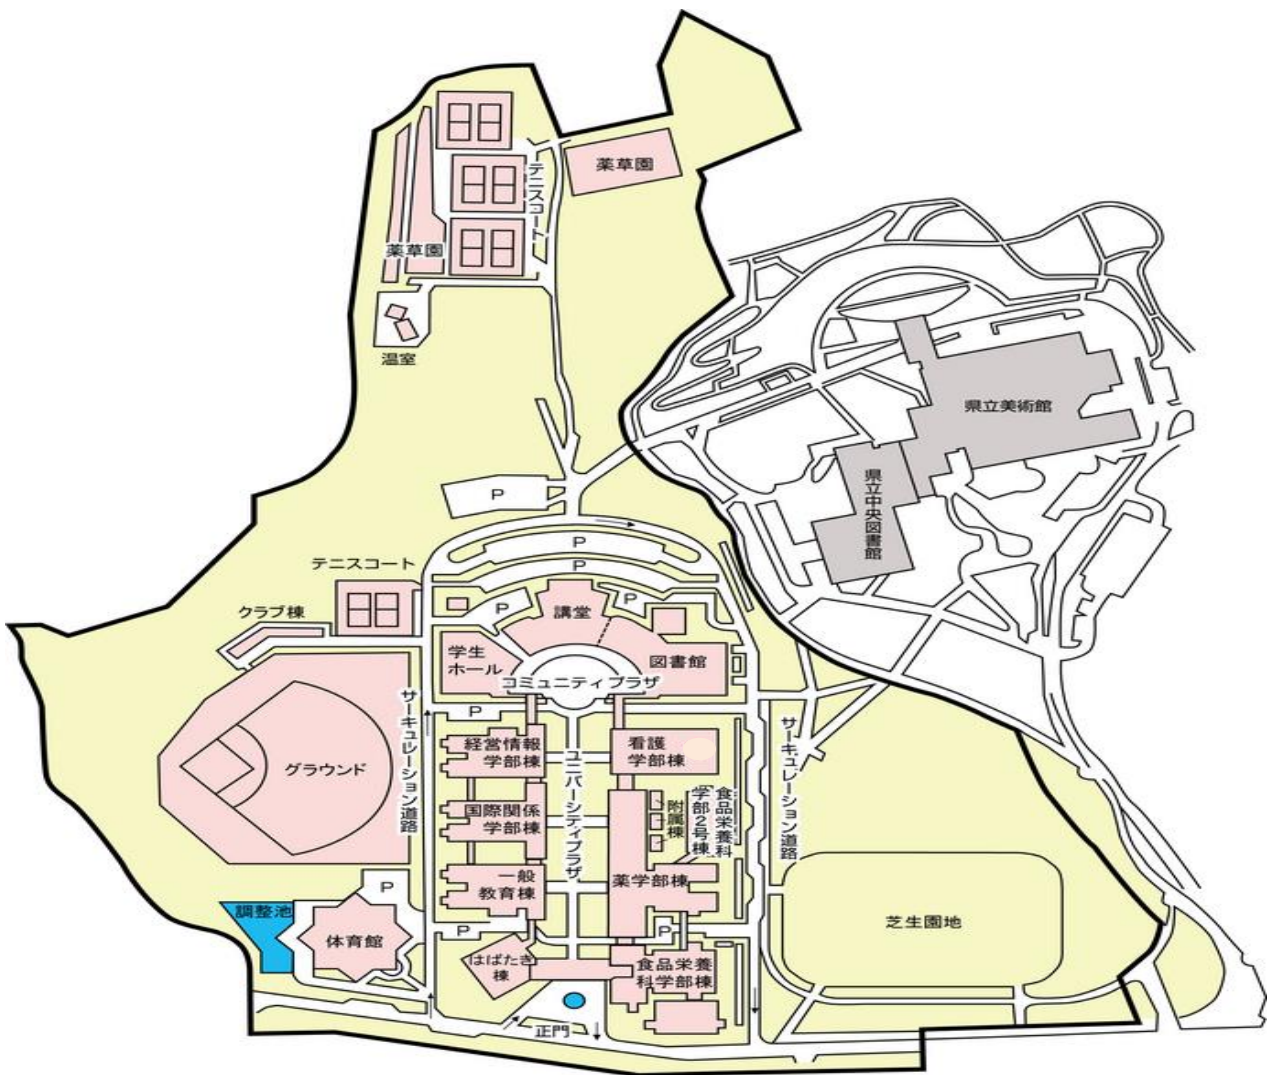 薬草園
テニスコート
薬草園
温室
県立美術館
県立中央図書館
P
P
P
テニスコート
クラブ棟
P
講堂
P
学生
ホール
図書館
コミュニティプラザ
サーキュレーション道路
P
経営情報
学部棟
ユニバーシティプラザ
看護
学部棟
サーキュレーション道路
グラウンド
国際関係
学部棟
附属棟
食品栄養科
学部2号棟
一般
教育棟
薬学部棟
P
調整池
体育館
P
P
芝生園地
はばたき
棟
食品栄養
科学部棟
正門